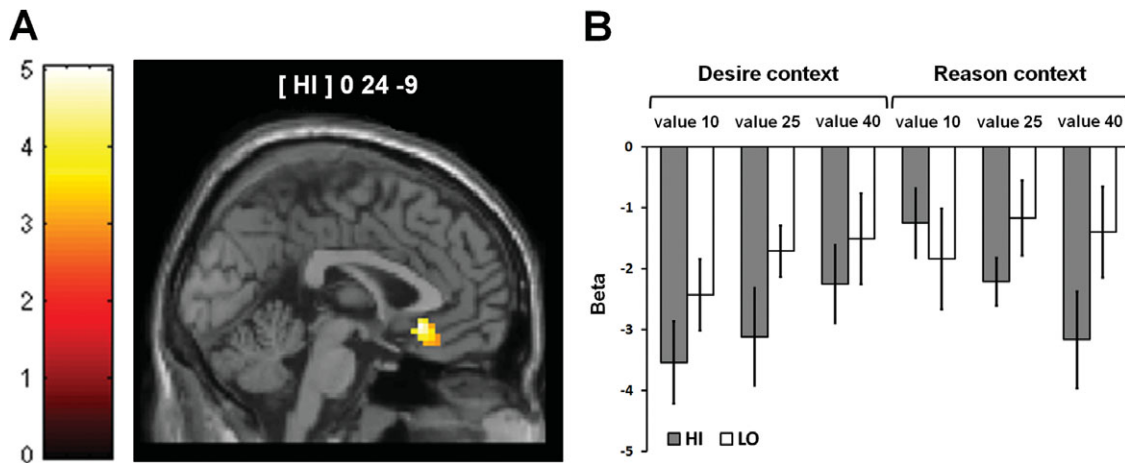 A
5
4
3
2
1
0
[ HI ] 0 24 -9
B
Desire context Reason context
value 10 value 25 value 40 value 10 value 25 value 40
0
-1
-2
-3
-4
-5
Beta
HI LO